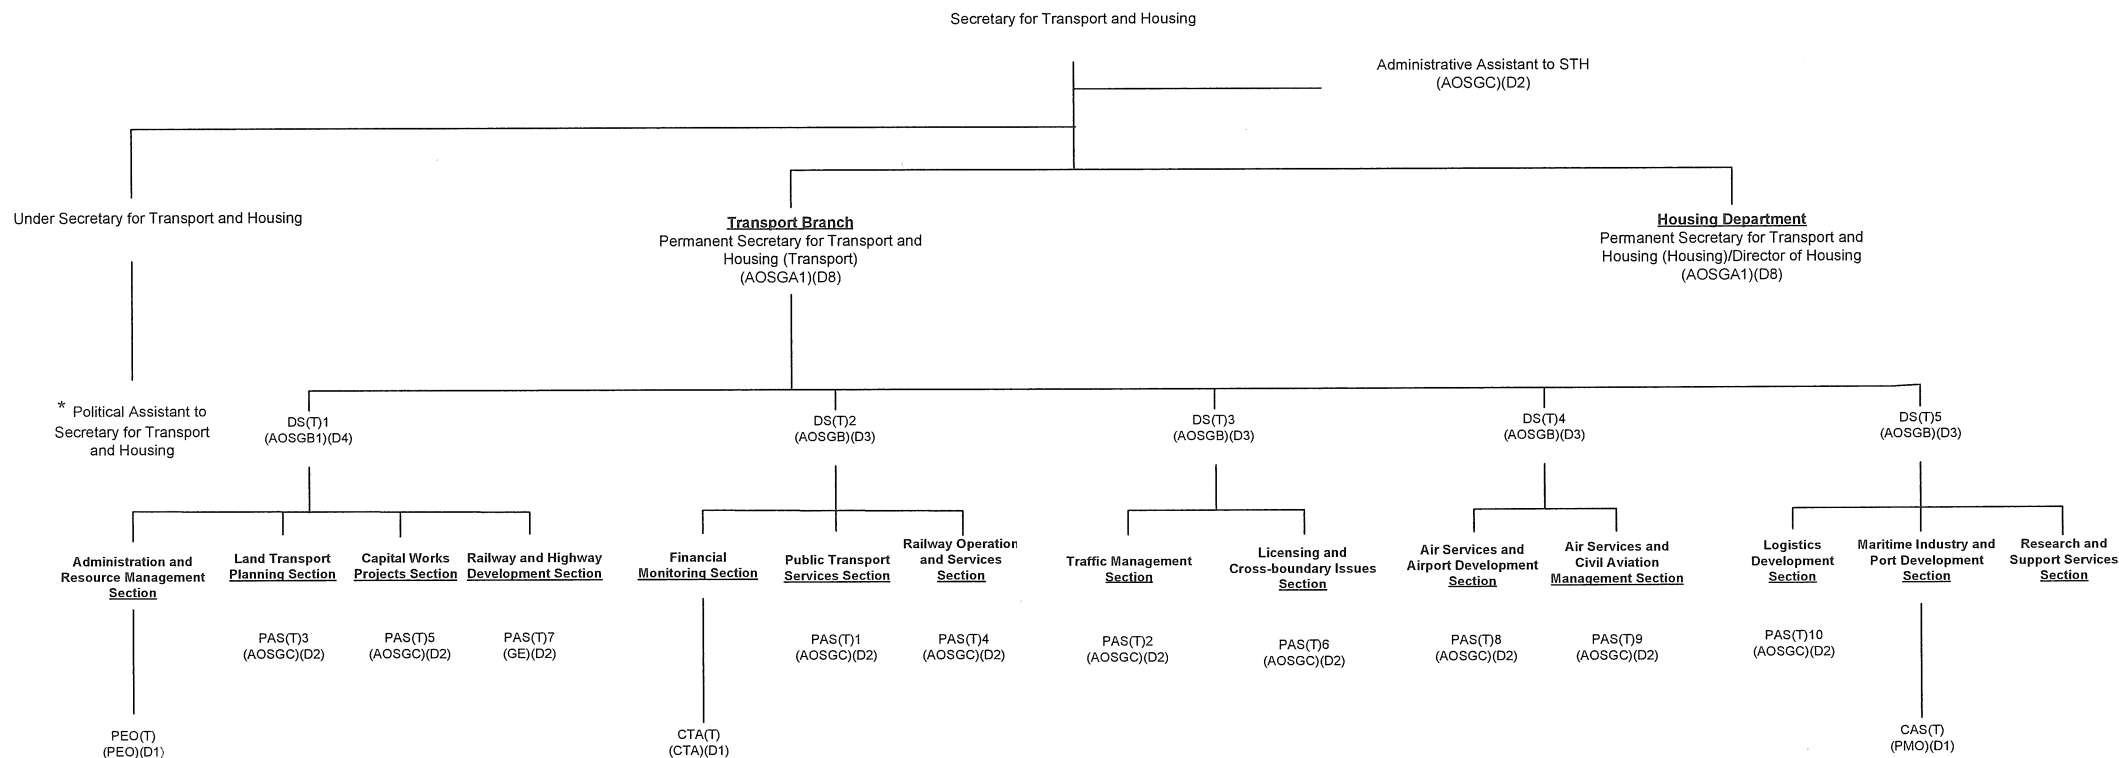 Secretary for Transport and Housing
Administrative Assistant to STH
(AOSGC)(D2)
Under Secretary for Transport and Housing
Transport Branch
Permanent Secretary for Transport and
Housing (Transport)
(AOSGA1)(D8)
Housing Department
Permanent Secretary for Transport and
Housing (Housing)/Director of Housing
(AOSGA1)(D8)
* Political Assistant to
Secretary for Transport
and Housing
DS(T)1
(AOSGB1)(D4)
DS(T)2
(AOSGB)(D3)
DS(T)3
(AOSGB)(D3)
DS(T)4
(AOSGB)(D3)
DS(T)5
(AOSGB)(D3)
Administration and
Resource Management
Section
Land Transport
Planning Section
Capital Works
Projects Section
Railway and Highway
Development Section
Financial
Monitoring Section
Public Transport
Services Section
Railway Operation
and Services
Section
Traffic Management
Section
Licensing and
Cross-boundary Issues
Section
Air Services and
Airport Development
Section
Air Services and
Civil Aviation
Management Section
Logistics
Development
Section
Maritime Industry and
Port Development
Section
Research and
Support Services
Section
PAS(T)3
(AOSGC)(D2)
PAS(T)5
(AOSGC)(D2)
PAS(T)7
(GE)(D2)
PAS(T)1
(AOSGC)(D2)
PAS(T)4
(AOSGC)(D2)
PAS(T)2
(AOSGC)(D2)
PAS(T)6
(AOSGC)(D2)
PAS(T)8
(AOSGC)(D2)
PAS(T)9
(AOSGC)(D2)
PAS(T)10
(AOSGC)(D2)
PEO(T)
(PEO)(D1)
CTA(T)
(CTA)(D1)
CAS(T)
(PMO)(D1)